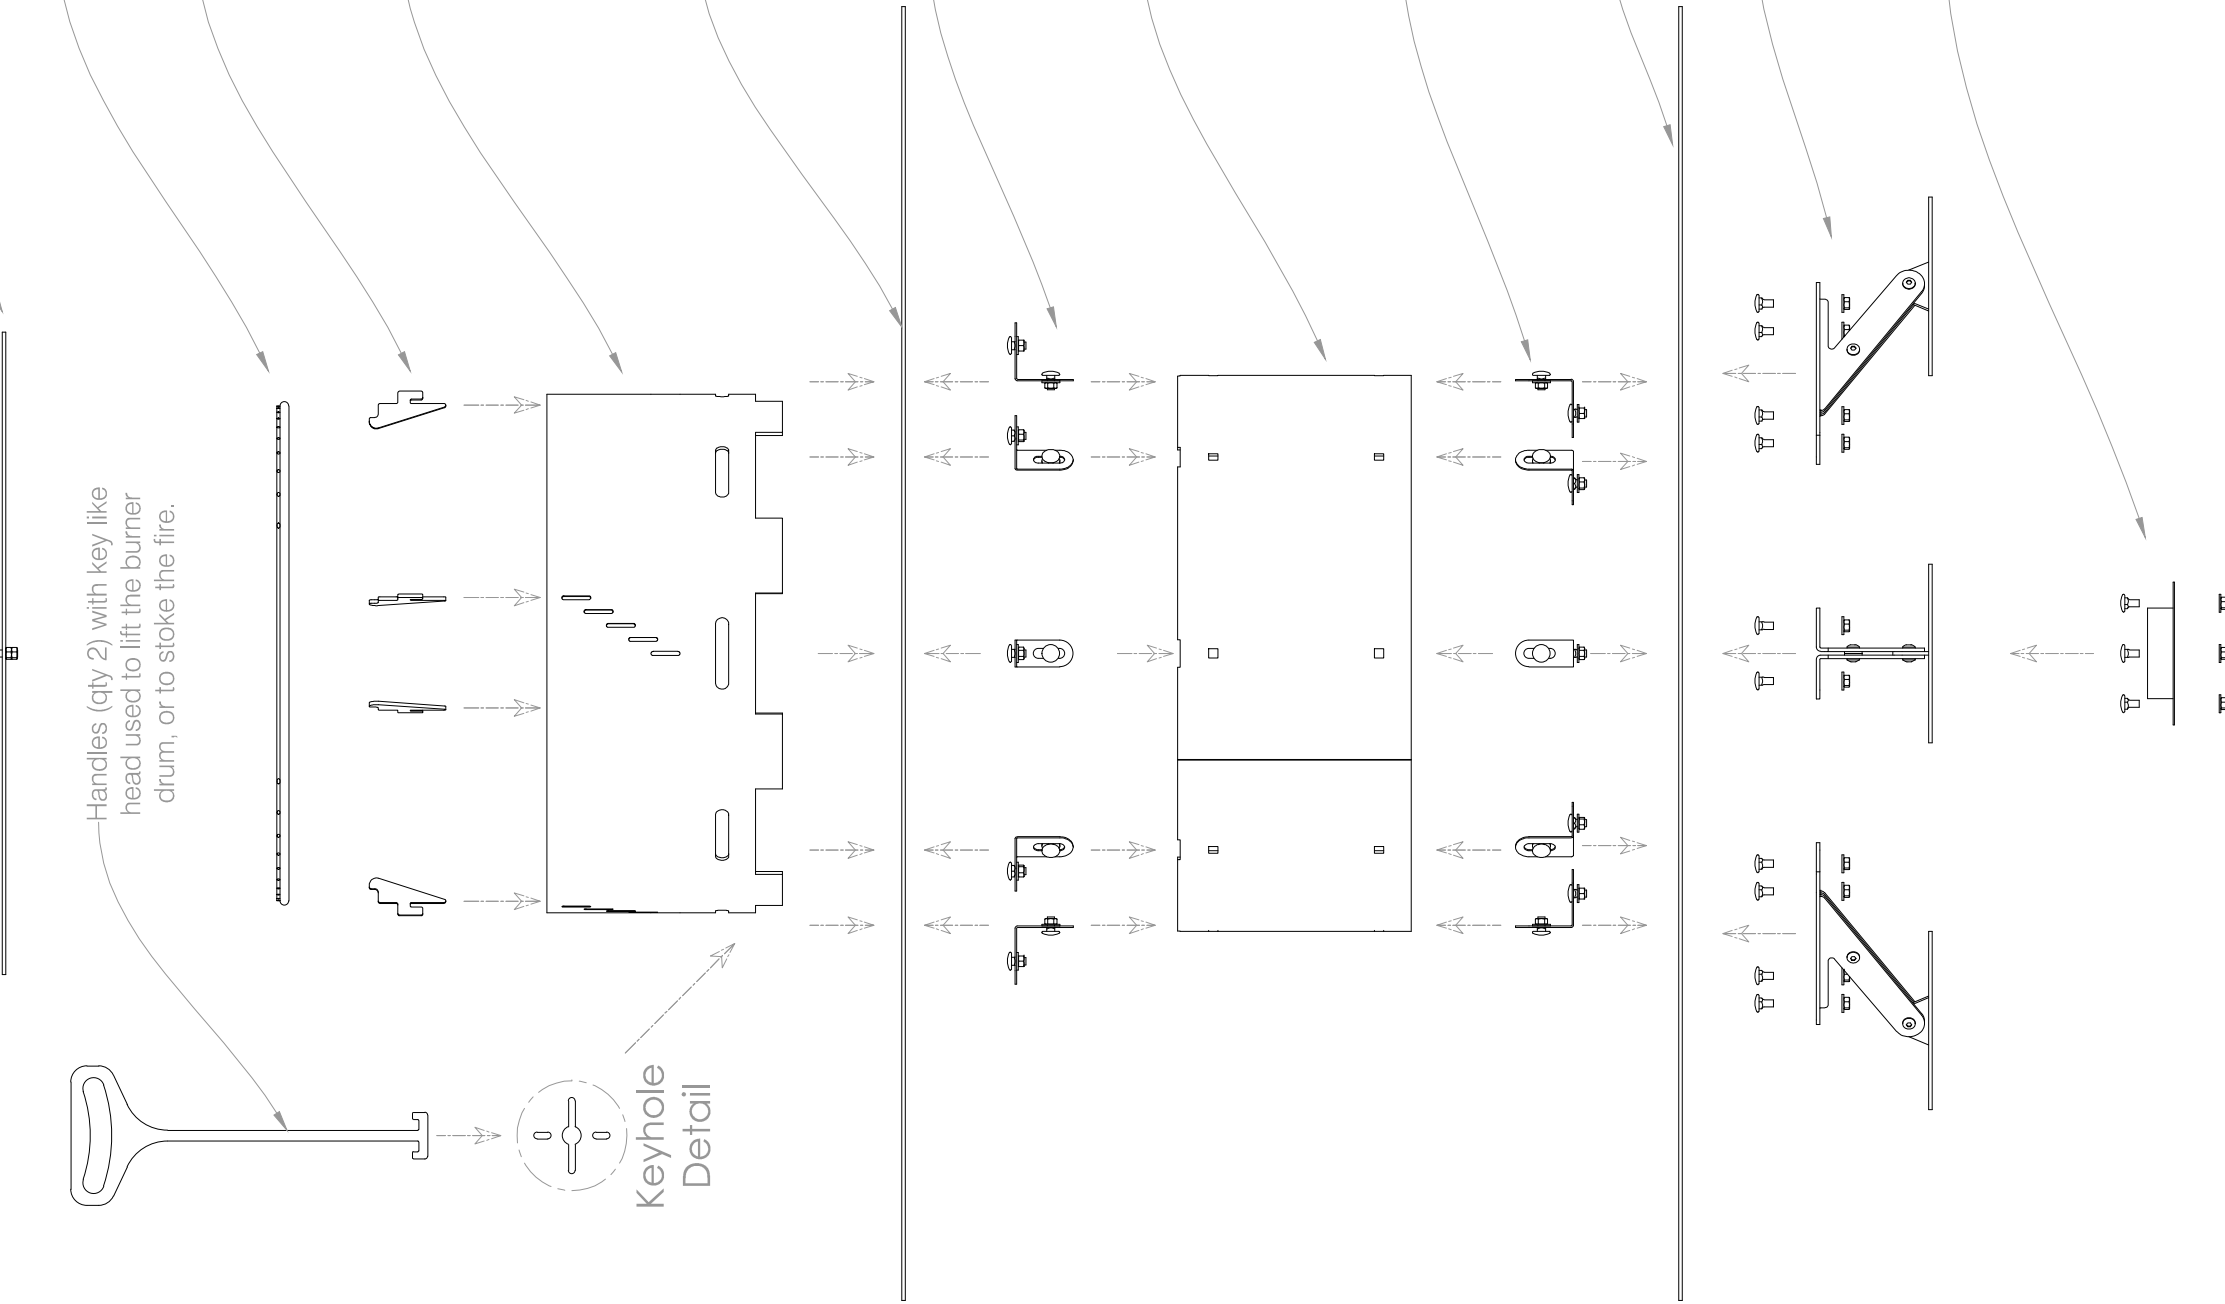 Handles (qty 2) with key like
head used to lift the burner
drum, or to stoke the fire.
Keyhole
Detail